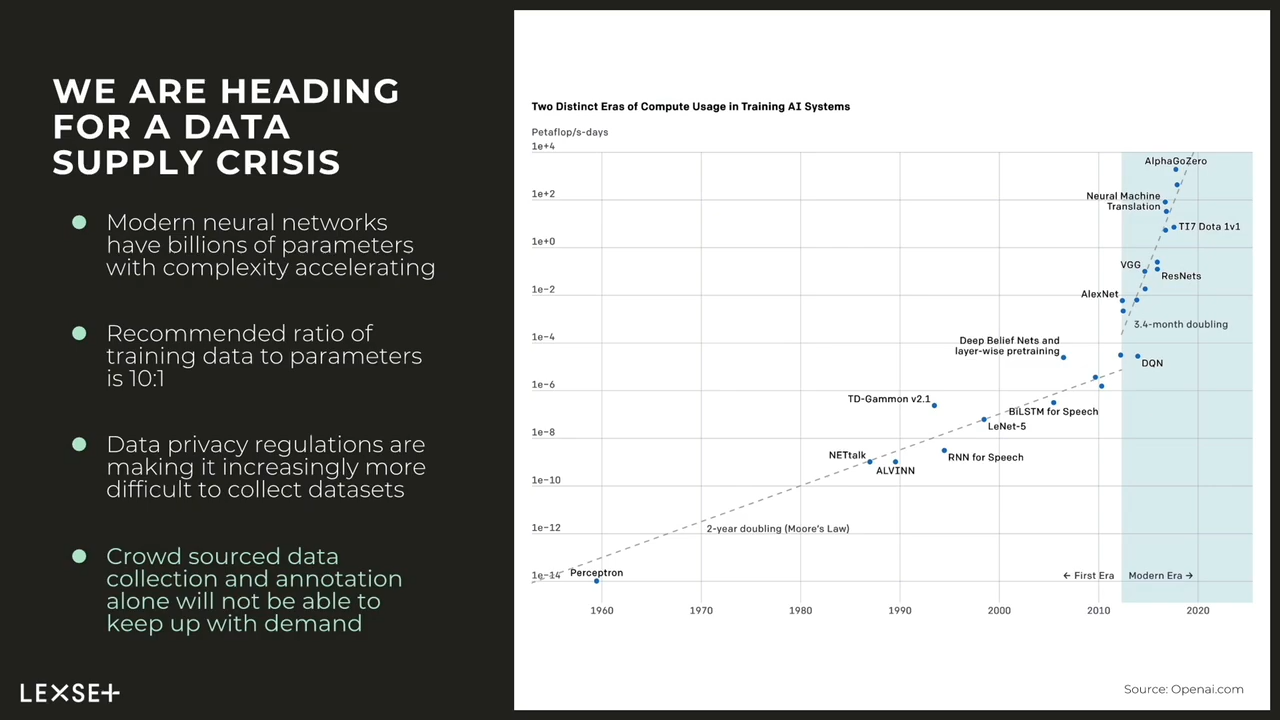 WE ARE HEADING
FOR A DATA
SUPPLY CRISIS
Modern neural networks
have billions of parameters
with complexity accelerating
Recommended ratio of
training data to parameters
is 10:1
Data privacy regulations are
making it increasingly more
difficult to collect datasets
Crowd sourced data
collection and annotation
alone will not be able to
keep up with demand
LEXSET
Two Distinct Eras of Compute Usage in Training AI Systems
Petaflop/s-days
1e+4
AlphaGoZero
1e+2
Neural Machine
Translation
TI7 Dota 1v1
1e+0
VGG
ResNets
1e-2
AlexNet
3.4-month doubling
1e-4
Deep Belief Nets and
layer-wise pretraining
DQN
1e-6
TD-Gammon v2.1
BiLSTM for Speech
LeNet-5
1e-8
NETtalk
RNN for Speech
ALVINN
1e-10
1e-12
2-year doubling (Moore's Law)
1e-14
Perceptron
← First Era
Modern Era →
1960
1970
1980
1990
2000
2010
2020
Source: Openai.com